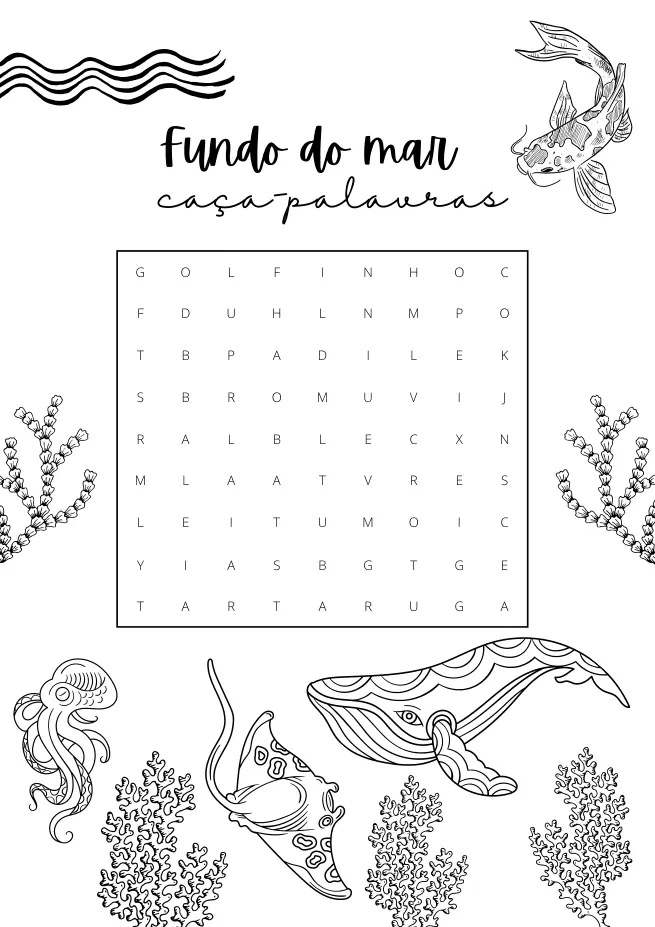 Fundo do mar
caça-palavras
G O L F I N H O C
F D U H L N M P O
T B P A D I L E K
S B R O M U V I J
R A L B L E C X N
M L A A T V R E S
L E I T U M O I C
Y I A S B G T G E
T A R T A R U G A